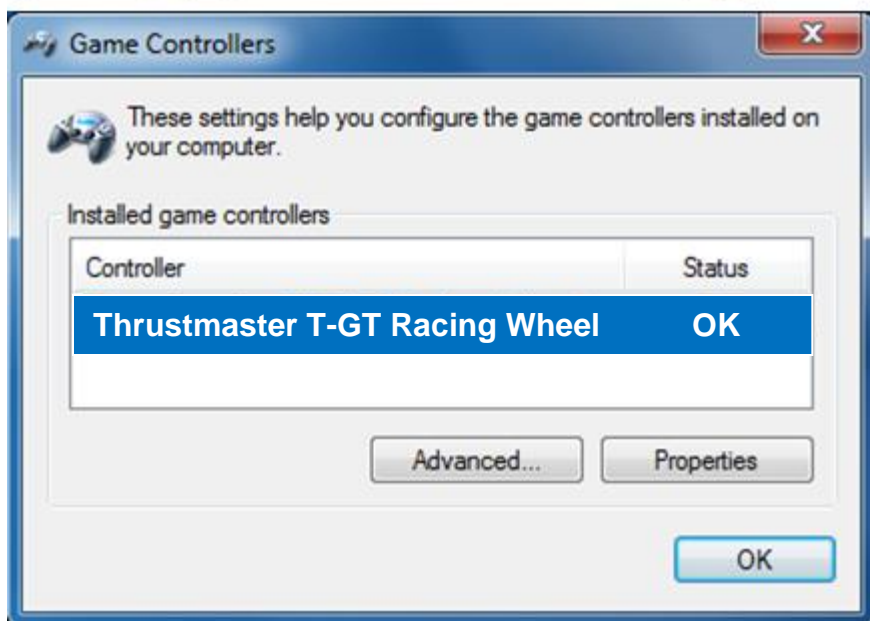 Game Controllers
These settings help you configure the game controllers installed on
your computer.
Installed game controllers
Controller Status
Thrustmaster T-GT Racing Wheel OK
Advanced... Properties
OK